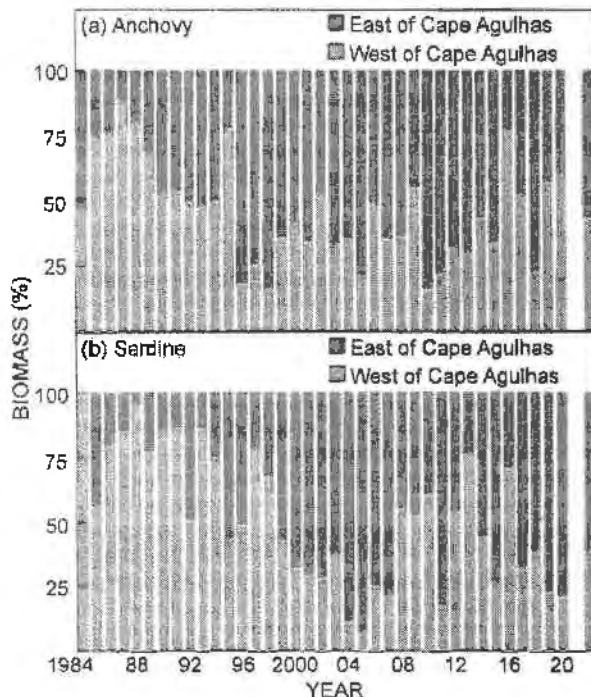 (a) Anchovy
East of Cape Agulhas
West of Cape Agulhas
100
75
50
25
BIOMASS (%)
(b) Sardine
East of Cape Agulhas
West of Cape Agulhas
100
75
50
25
1984 88 92 96 2000 04 08 12 16 20
YEAR